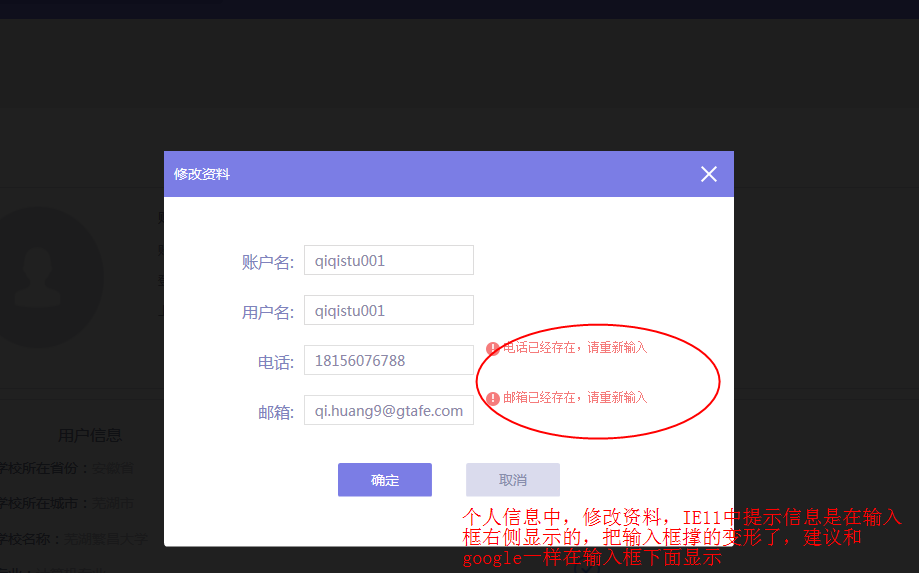 修改资料
账户名: qiqistu001
用户名: qiqistu001
电话已经存在，请重新输入
电话: 18156076788
邮箱已经存在，请重新输入
邮箱: qi.huang9@gtafe.com
用户信息
学校所在省份：安徽省
确定 取消
学校所在城市：芜湖市
个人信息中，修改资料，IE11中提示信息是在输入
框右侧显示的，把输入框撑的变形了，建议和
google一样在输入框下面显示
学校名称：